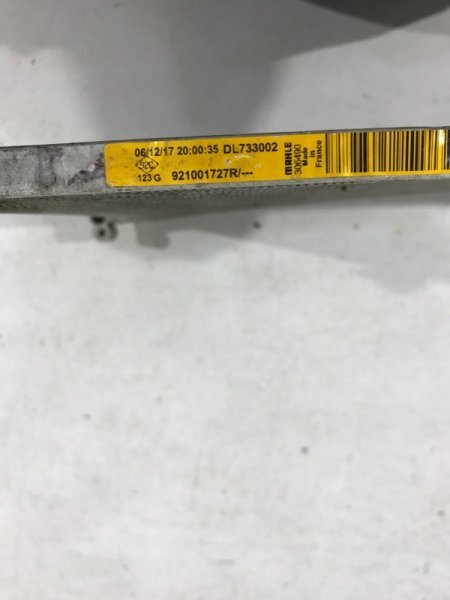 06/12/17 20:00:35 DL733002
123 G 921001727R/---
MAHLE
306490
Made
in
France